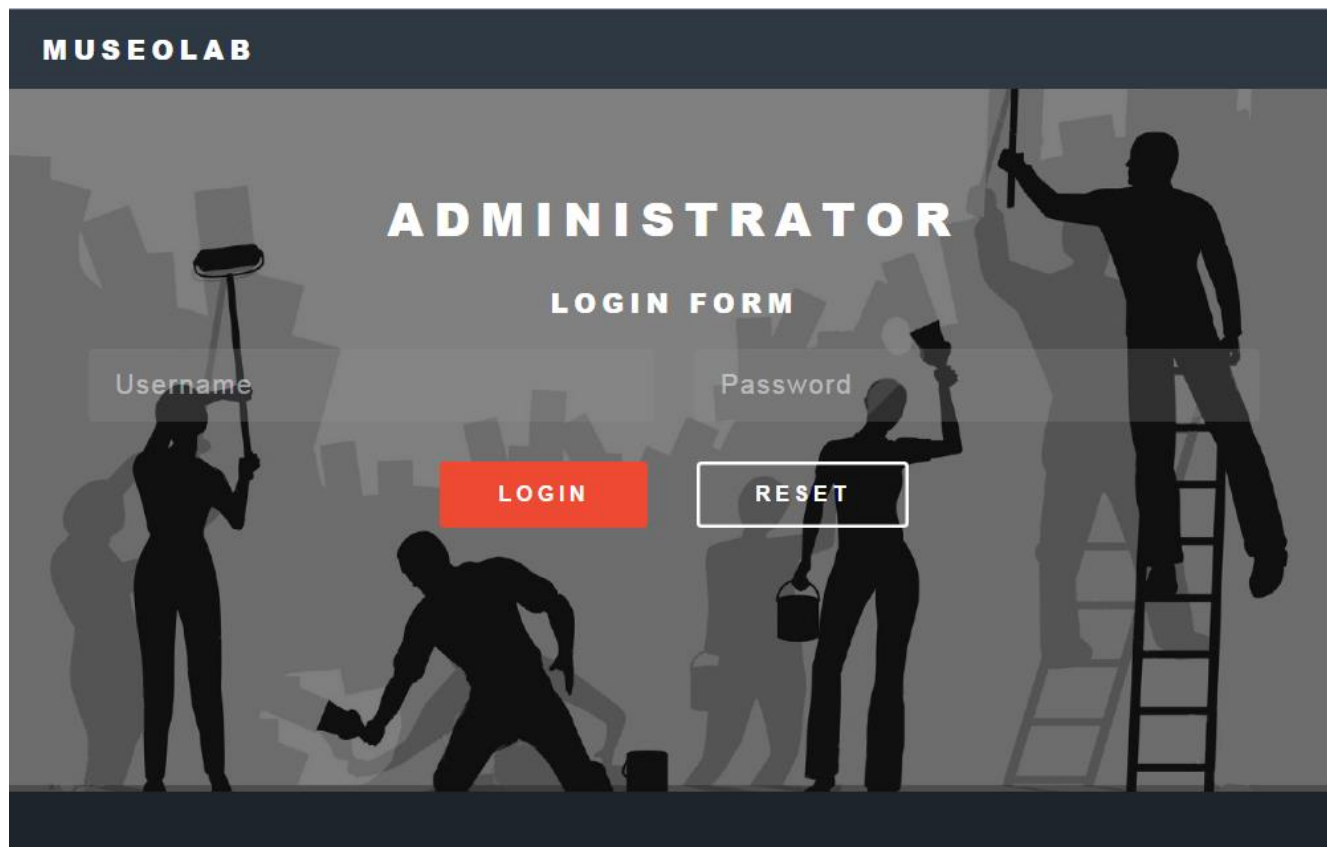 MUSEOLAB
ADMINISTRATOR
LOGIN FORM
Username Password
LOGIN RESET